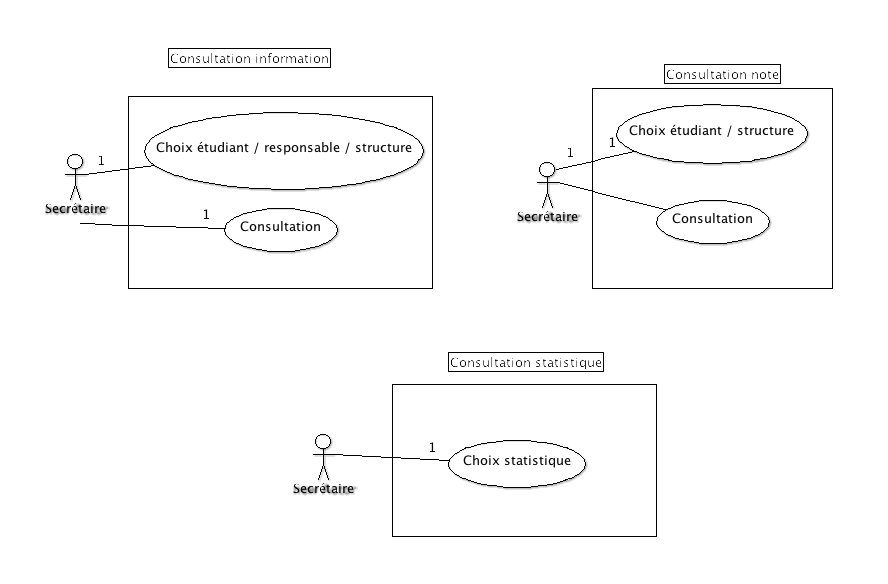 Consultation information
1
Choix étudiant / responsable / structure
Secrétaire
1
Consultation
Consultation note
1
1
Choix étudiant / structure
Secrétaire
Consultation
Consultation statistique
1
Choix statistique
Secrétaire